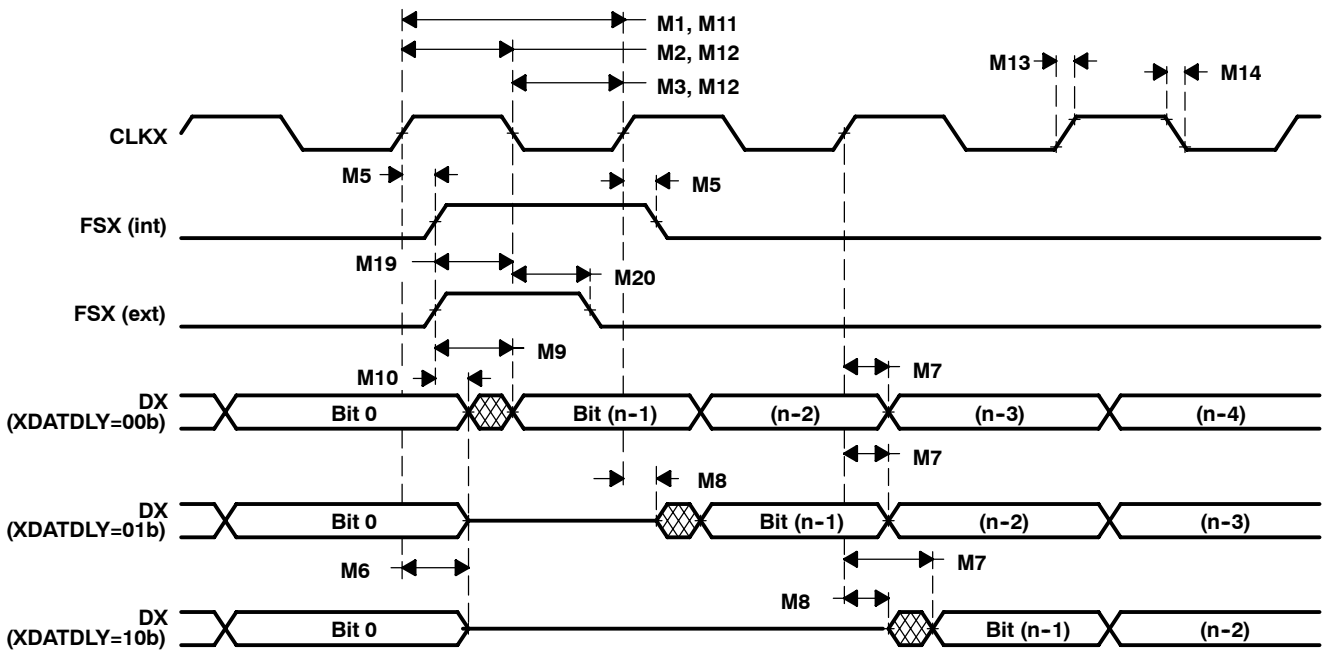 M1, M11
M2, M12
M3, M12
M13
M14
CLKX
M5
M5
FSX (int)
M19
M20
FSX (ext)
M9
M10
M7
DX
(XDATDLY=00b)
Bit 0
Bit (n-1)
(n-2)
(n-3)
(n-4)
M7
M8
DX
(XDATDLY=01b)
Bit 0
Bit (n-1)
(n-2)
(n-3)
M6
M7
M8
DX
(XDATDLY=10b)
Bit 0
Bit (n-1)
(n-2)